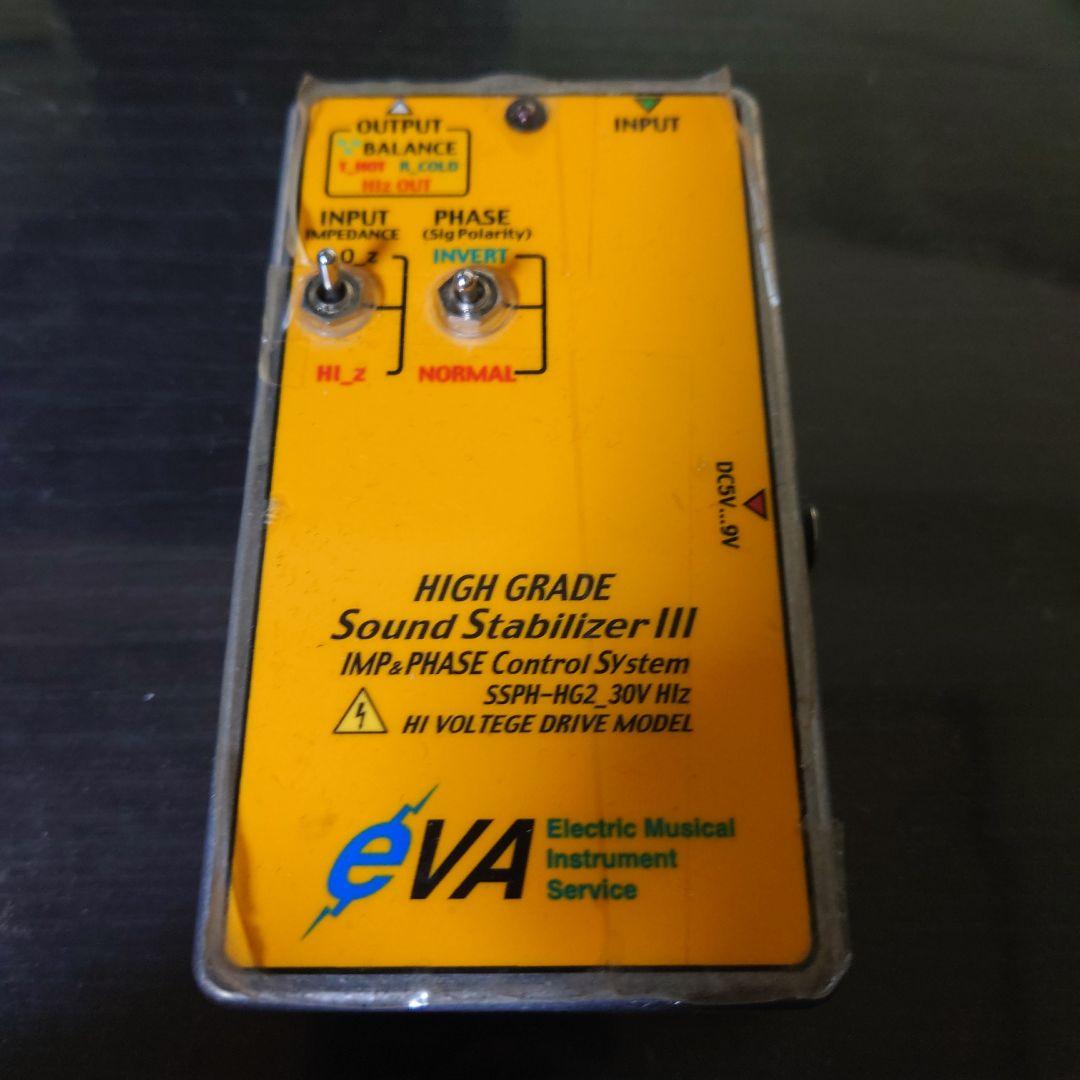 OUTPUT
BALANCE
T_HOT R_COLD
HIz OUT
INPUT
INPUT
IMPEDANCE
PHASE
(Sig Polarity)
O_z
INVERT
HI_z
NORMAL
DC5V...9V
HIGH GRADE
Sound Stabilizer III
IMP&PHASE Control System
SSPH-HG2_30V HIz
HI VOLTEGE DRIVE MODEL
eVA
Electric Musical
Instrument
Service